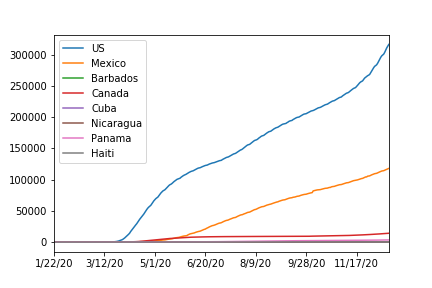 300000
250000
200000
150000
100000
50000
0
US
Mexico
Barbados
Canada
Cuba
Nicaragua
Panama
Haiti
1/22/20 3/12/20 5/1/20 6/20/20 8/9/20 9/28/20 11/17/20